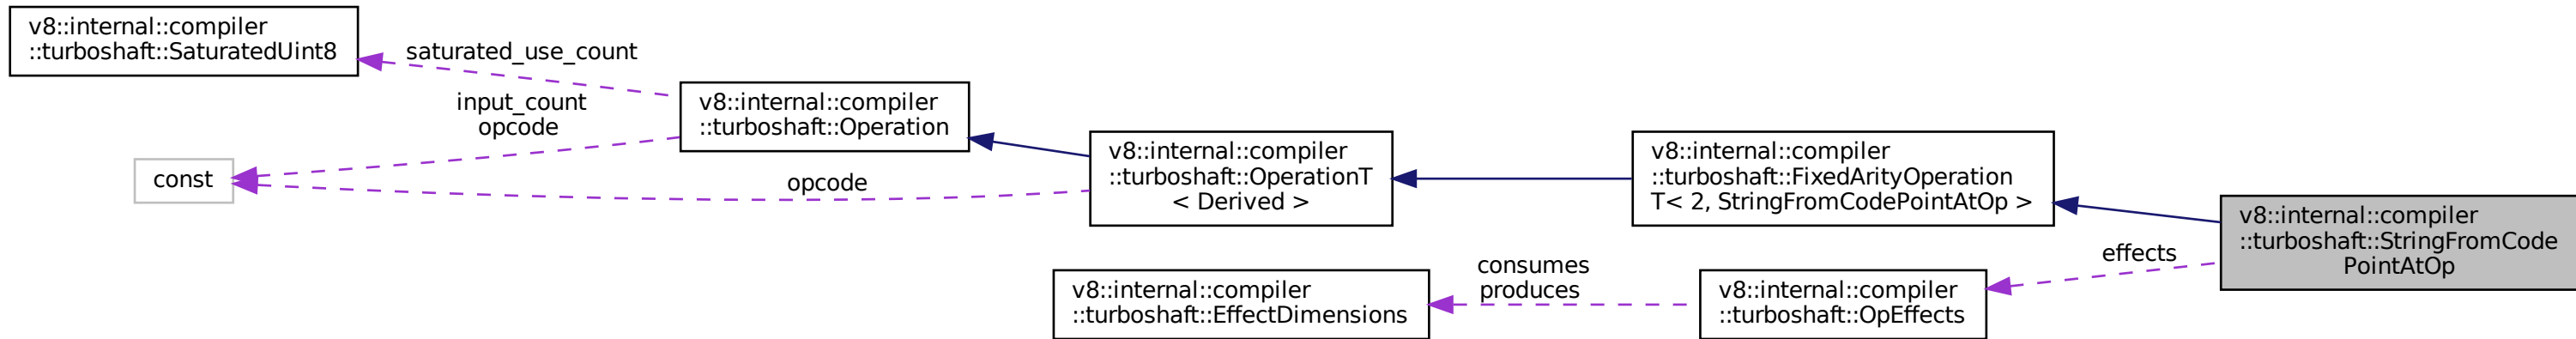 v8::internal::compiler
::turboshaft::SaturatedUint8
saturated_use_count
input_count
opcode
v8::internal::compiler
::turboshaft::Operation
const
opcode
v8::internal::compiler
::turboshaft::OperationT
< Derived >
v8::internal::compiler
::turboshaft::FixedArityOperation
T< 2, StringFromCodePointAtOp >
v8::internal::compiler
::turboshaft::StringFromCode
PointAtOp
effects
consumes
produces
v8::internal::compiler
::turboshaft::EffectDimensions
v8::internal::compiler
::turboshaft::OpEffects